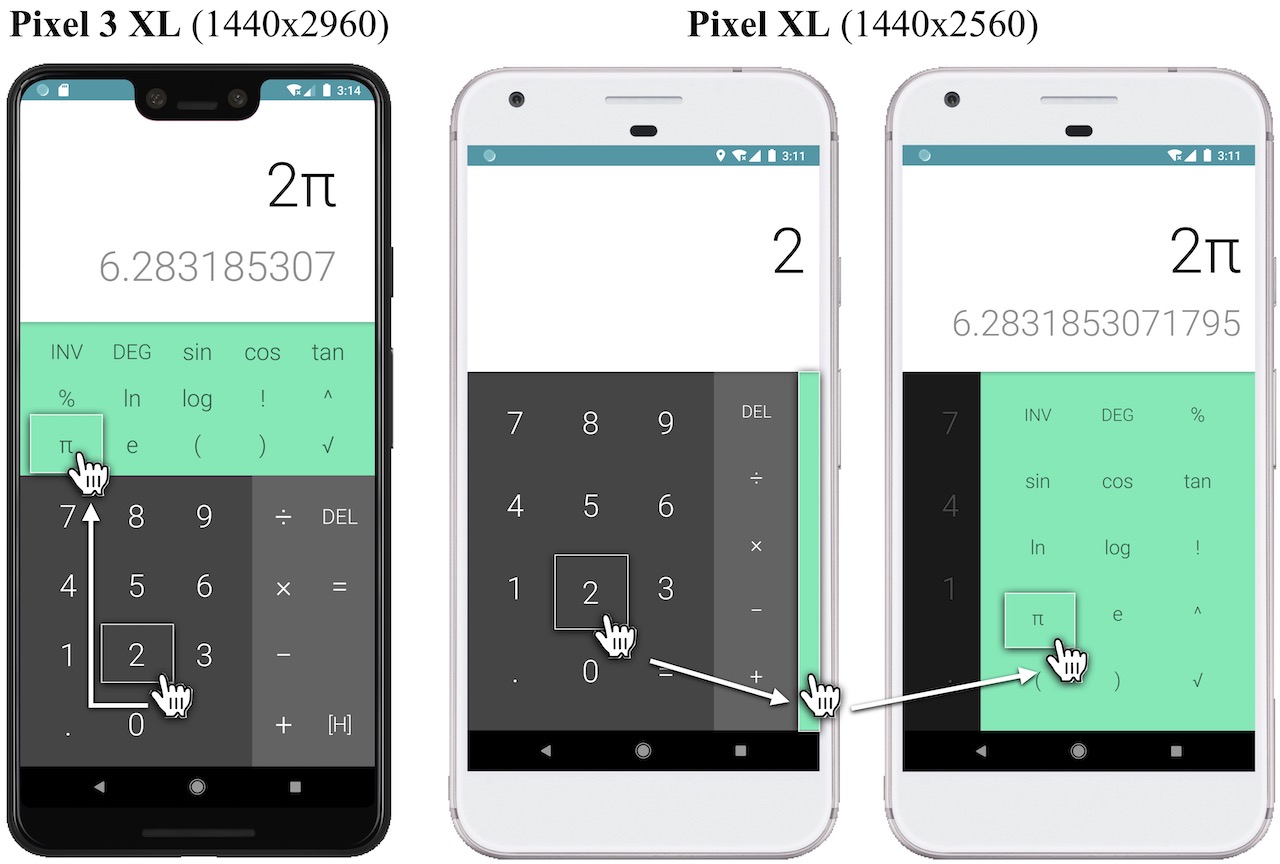 Pixel 3 XL (1440x2960)
Pixel XL (1440x2560)
3:14
2π
6.283185307
INV DEG sin cos tan
% ln log ! ^
π e ( ) √
7 8 9 ÷ DEL
4 5 6 × =
1 2 3 −
. 0 + [H]
3:11
2
7 8 9 DEL
4 5 6 ÷
×
1 2 3 −
. 0 = +
3:11
2π
6.2831853071795
7 INV DEG %
4 sin cos tan
ln log !
1 π e ^
. ( ) √